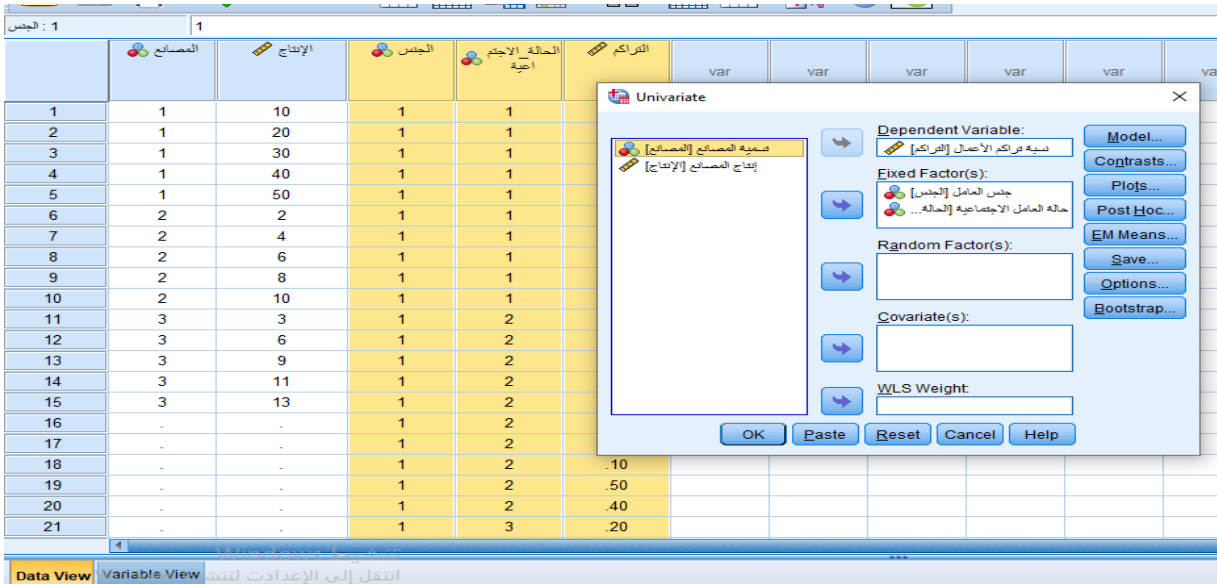 1 : الجنس 1
المصانع الإنتاج الجنس الحالة_الاجتم
اعية التراكم var var var var var va
1 1 10 1 1
2 1 20 1 1
3 1 30 1 1
4 1 40 1 1
5 1 50 1 1
6 2 2 1 1
7 2 4 1 1
8 2 6 1 1
9 2 8 1 1
10 2 10 1 1
11 3 3 1 2
12 3 6 1 2
13 3 9 1 2
14 3 11 1 2
15 3 13 1 2
16 . . 1 2
17 . . 1 2
18 . . 1 2 .10
19 . . 1 2 .50
20 . . 1 2 .40
21 . . 1 3 .20
Univariate
تسمية المصانع [المصانع]
إنتاج المصانع [الإنتاج]
Dependent Variable:
نسبة تراكم الأعمال [التراكم]
Fixed Factor(s):
جنس العامل [الجنس]
حالة العامل الاجتماعية [الحالة...
Random Factor(s):
Covariate(s):
WLS Weight:
Model...
Contrasts...
Plots...
Post Hoc...
EM Means...
Save...
Options...
Bootstrap...
OK Paste Reset Cancel Help
تنشيط Windows
انتقل إلى الإعدادات لتنش
Data View Variable View